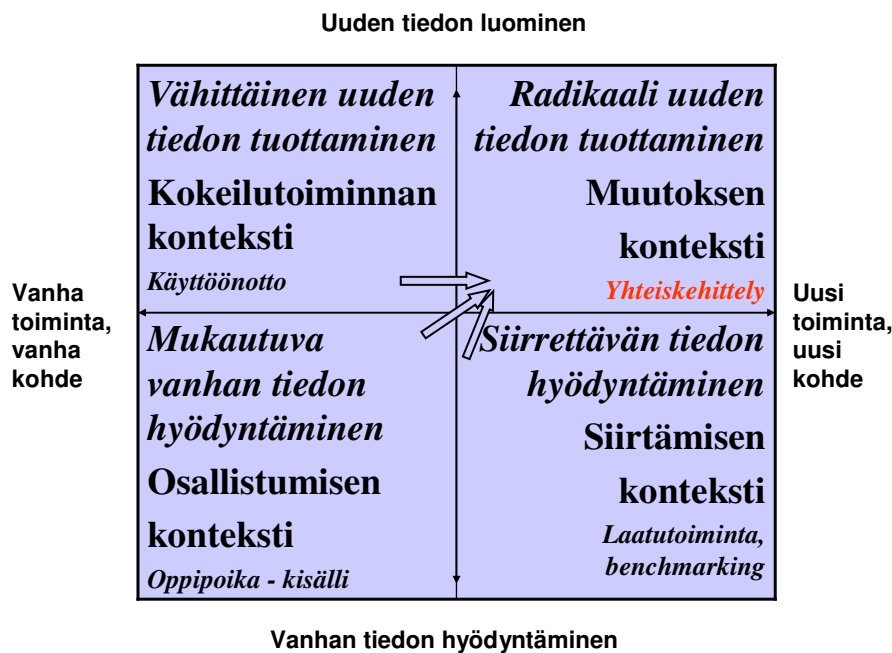 Uuden tiedon luominen
Vähittäinen uuden
tiedon tuottaminen
Kokeilutoiminnan
konteksti
Käyttöönotto
Radikaali uuden
tiedon tuottaminen
Muutoksen
konteksti
Yhteiskehittely
Vanha
toiminta,
vanha
kohde
Uusi
toiminta,
uusi
kohde
Mukautuva
vanhan tiedon
hyödyntäminen
Osallistumisen
konteksti
Oppipoika - kisälli
Siirrettävän tiedon
hyödyntäminen
Siirtämisen
konteksti
Laatutoiminta,
benchmarking
Vanhan tiedon hyödyntäminen